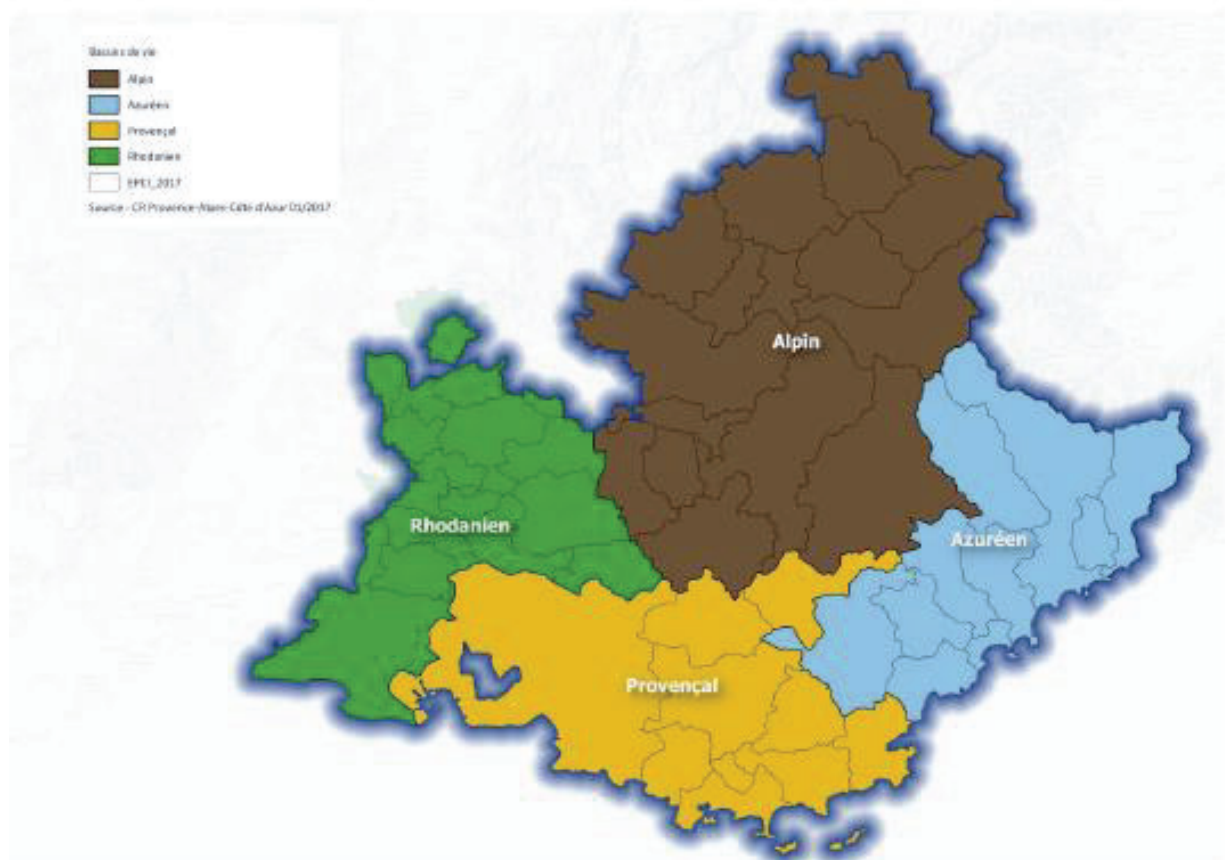 Bassins de vie
Alpin
Azuréen
Provençal
Rhodanien
EPCI_2017
Source - CR Provence-Alpes-Côte d'Azur 01/2017
Alpin
Rhodanien
Azuréen
Provençal